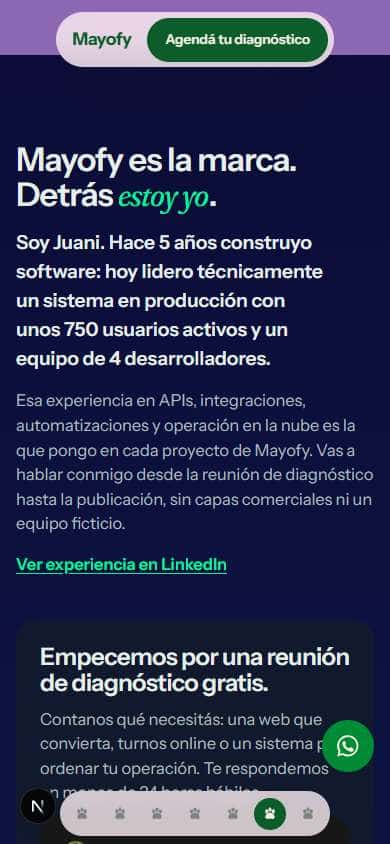 Mayofy
Agendá tu diagnóstico
Mayofy es la marca.
Detrás estoy yo.
Soy Juani. Hace 5 años construyo
software: hoy lidero técnicamente
un sistema en producción con
unos 750 usuarios activos y un
equipo de 4 desarrolladores.
Esa experiencia en APIs, integraciones,
automatizaciones y operación en la nube es la
que pongo en cada proyecto de Mayofy. Vas a
hablar conmigo desde la reunión de diagnóstico
hasta la publicación, sin capas comerciales ni un
equipo ficticio.
Ver experiencia en LinkedIn
Empecemos por una reunión
de diagnóstico gratis.
Contanos qué necesitás: una web que
convierta, turnos online o un sistema
ordenar tu operación. Te respondemos
N